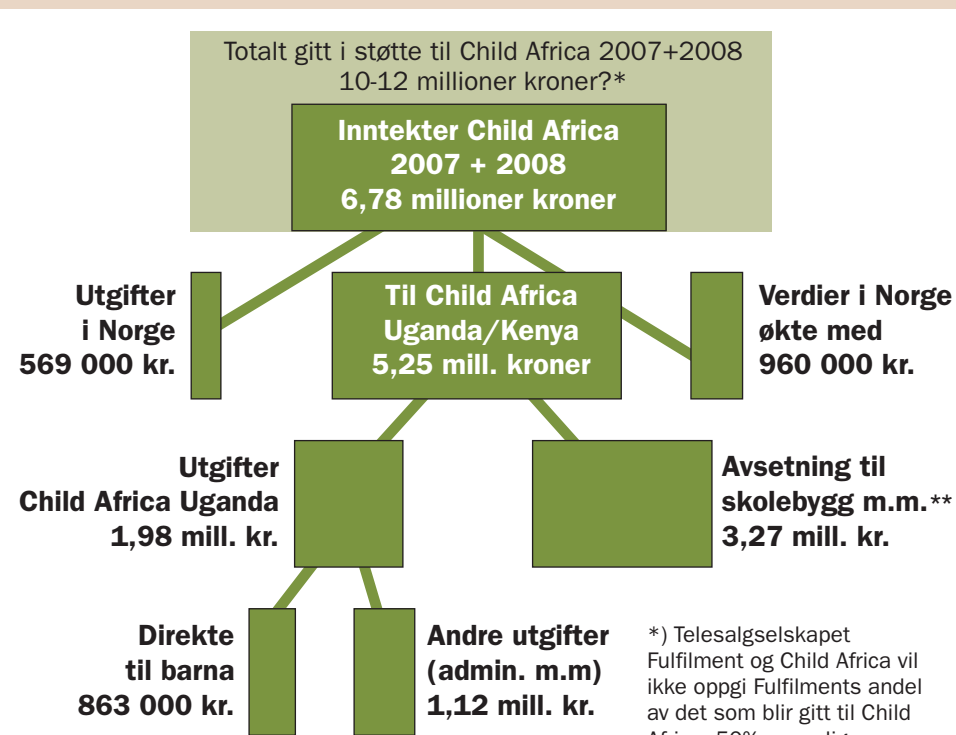 Totalt gitt i støtte til Child Africa 2007+2008
10-12 millioner kroner?*
Inntekter Child Africa
2007 + 2008
6,78 millioner kroner
Utgifter
i Norge
569 000 kr.
Til Child Africa
Uganda/Kenya
5,25 mill. kroner
Verdier i Norge
økte med
960 000 kr.
Utgifter
Child Africa Uganda
1,98 mill. kr.
Avsetning til
skolebygg m.m.**
3,27 mill. kr.
Direkte
til barna
863 000 kr.
Andre utgifter
(admin. m.m)
1,12 mill. kr.
*) Telesalgselskapet
Fulfilment og Child Africa vil
ikke oppgi Fulfilments andel
av det som blir gitt til Child